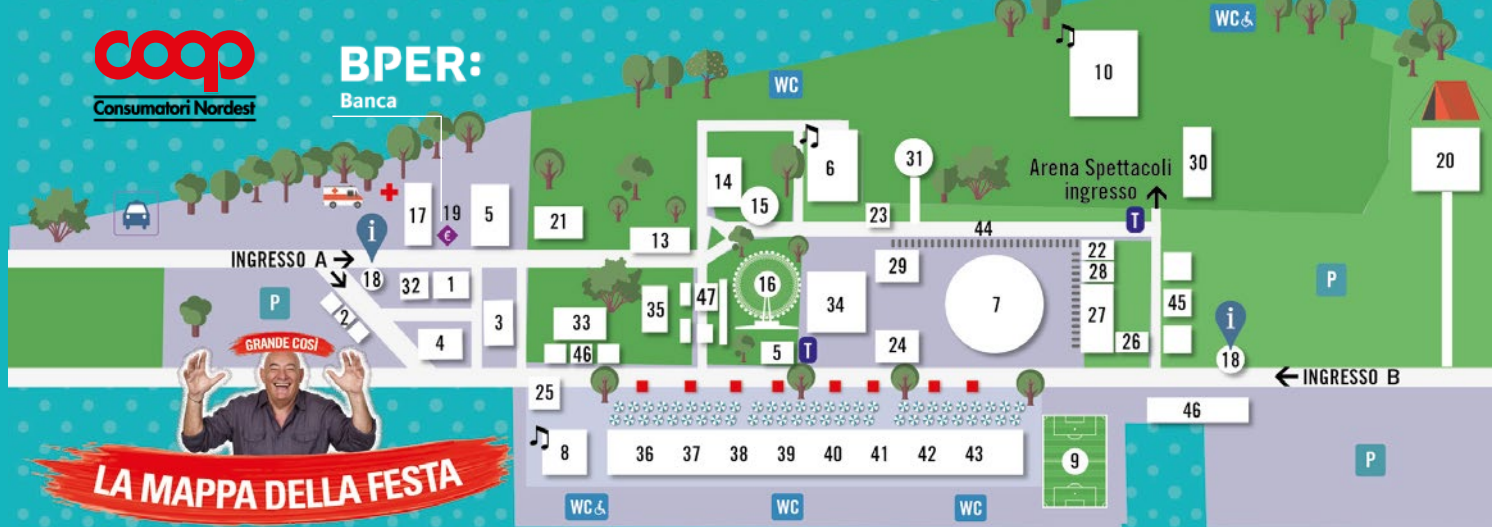 coop
Consumatori Nordest
BPER:
Banca
WC
WC
10
Arena Spettacoli
ingresso
30
20
6
31
14
15
23
17
19
€
5
21
13
i
INGRESSO A
18
32
1
P
2
4
3
33
46
35
47
16
5
T
34
29
24
44
7
T
22
28
27
26
45
i
18
P
INGRESSO B
GRANDE COSÌ
LA MAPPA DELLA FESTA
25
8
36 37 38 39 40 41 42 43
9
46
P
WC
WC
WC